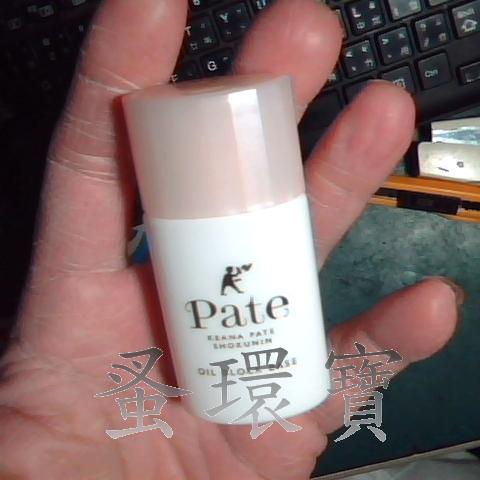 Pate
KEANA PATE
SHOKUNIN
OIL BLOCK BASE
蚤環寶